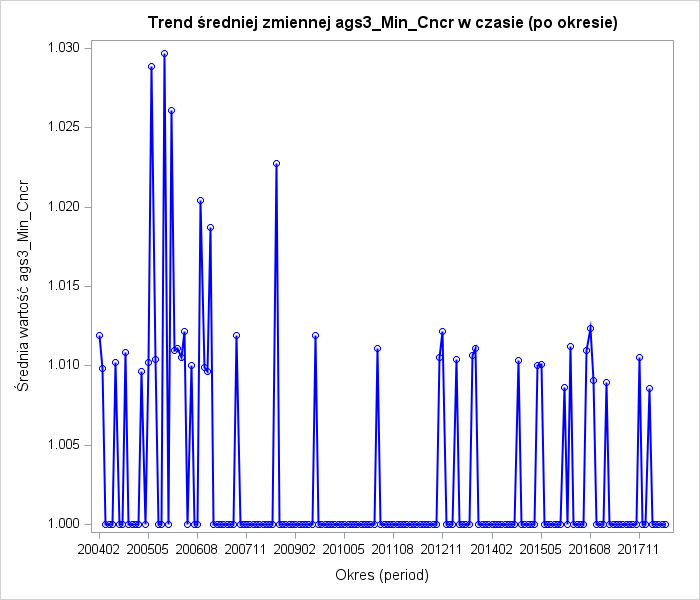 Trend średniej zmiennej ags3_Min_Cncr w czasie (po okresie)
Średnia wartość ags3_Min_Cncr
1.030
1.025
1.020
1.015
1.010
1.005
1.000
200402 200505 200608 200711 200902 201005 201108 201211 201402 201505 201608 201711
Okres (period)